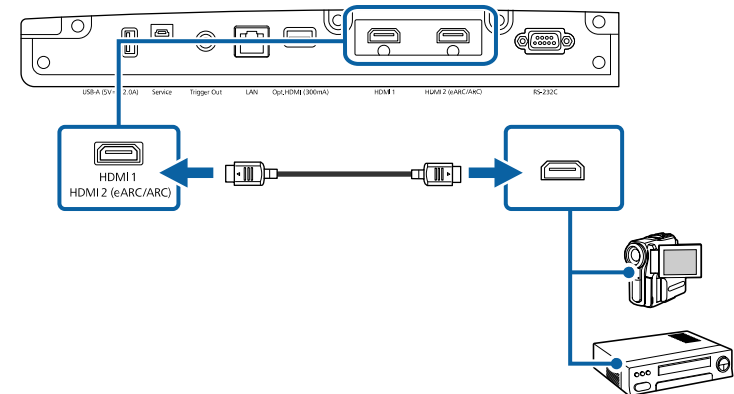 USB-A (5V⎓2.0A) Service Trigger Out LAN Opt.HDMI (300mA) HDMI 1 HDMI 2 (eARC/ARC) RS-232C
HDMI 1
HDMI 2 (eARC/ARC)